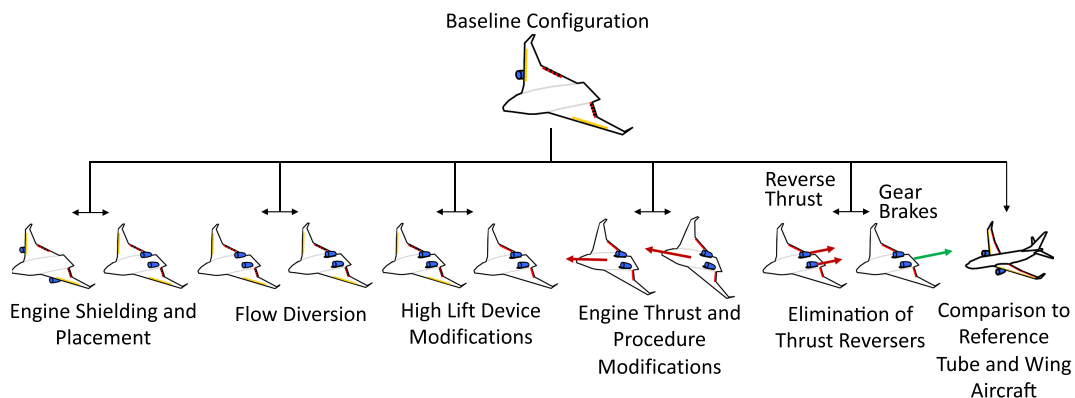 Baseline Configuration
Reverse
Thrust
Gear
Brakes
Engine Shielding and
Placement
Flow Diversion
High Lift Device
Modifications
Engine Thrust and
Procedure
Modifications
Elimination of
Thrust Reversers
Comparison to
Reference
Tube and Wing
Aircraft